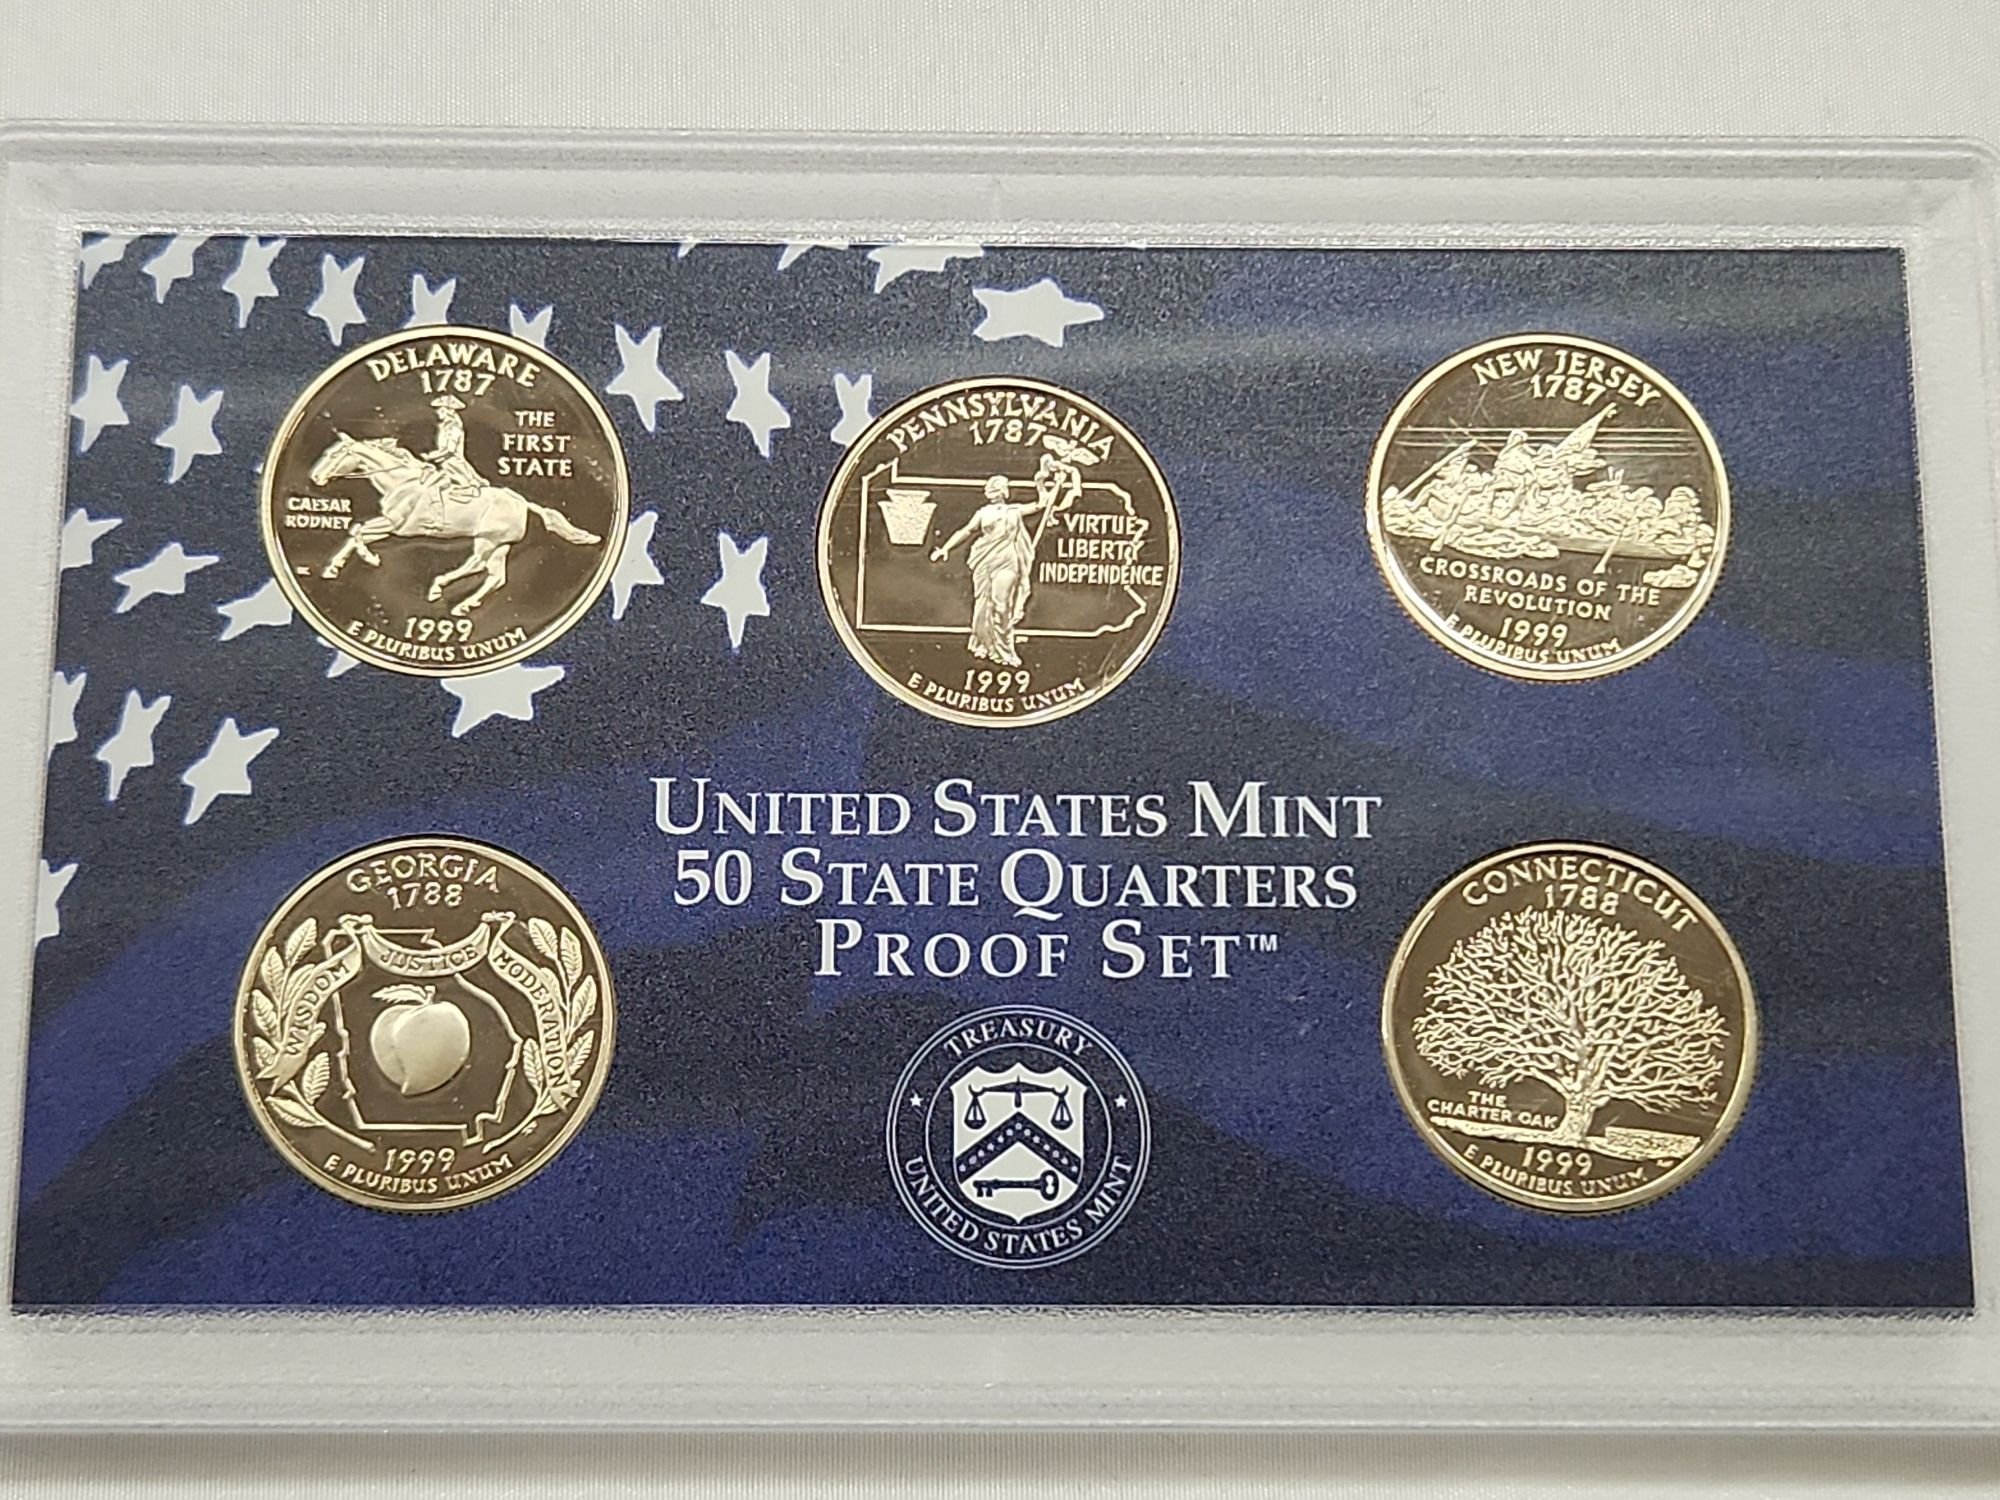 DELAWARE
1787
THE
FIRST
STATE
CAESAR
RODNEY
1999
E PLURIBUS UNUM
PENNSYLVANIA
1787
VIRTUE
LIBERTY
INDEPENDENCE
1999
E PLURIBUS UNUM
NEW JERSEY
1787
CROSSROADS OF THE
REVOLUTION
1999
E PLURIBUS UNUM
UNITED STATES MINT
50 STATE QUARTERS
PROOF SET™
GEORGIA
1788
WISDOM JUSTICE MODERATION
1999
E PLURIBUS UNUM
TREASURY
UNITED STATES MINT
CONNECTICUT
1788
THE
CHARTER OAK
1999
E PLURIBUS UNUM